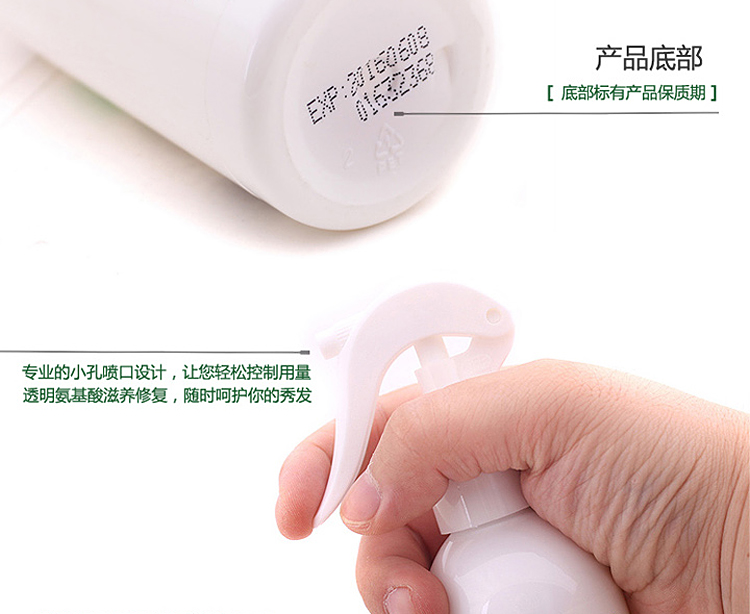 EXP:20160608
01632368
产品底部
[ 底部标有产品保质期 ]
专业的小孔喷口设计，让您轻松控制用量
透明氨基酸滋养修复，随时呵护你的秀发